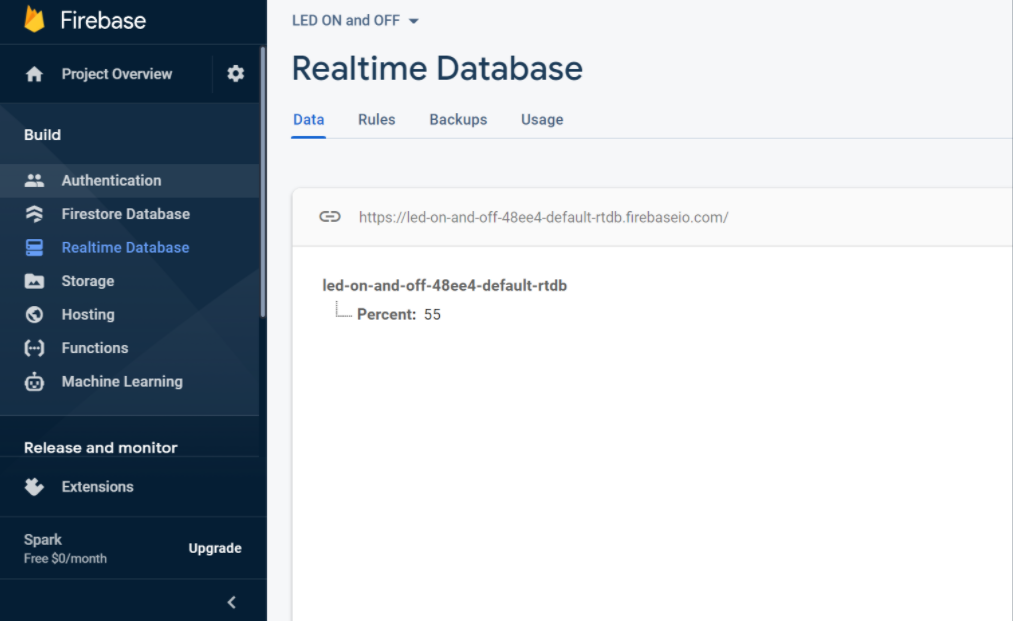 Firebase
Project Overview
Build
Authentication
Firestore Database
Realtime Database
Storage
Hosting
Functions
Machine Learning
Release and monitor
Extensions
Spark
Free $0/month
Upgrade
LED ON and OFF
Realtime Database
Data Rules Backups Usage
https://led-on-and-off-48ee4-default-rtdb.firebaseio.com/
led-on-and-off-48ee4-default-rtdb
Percent: 55